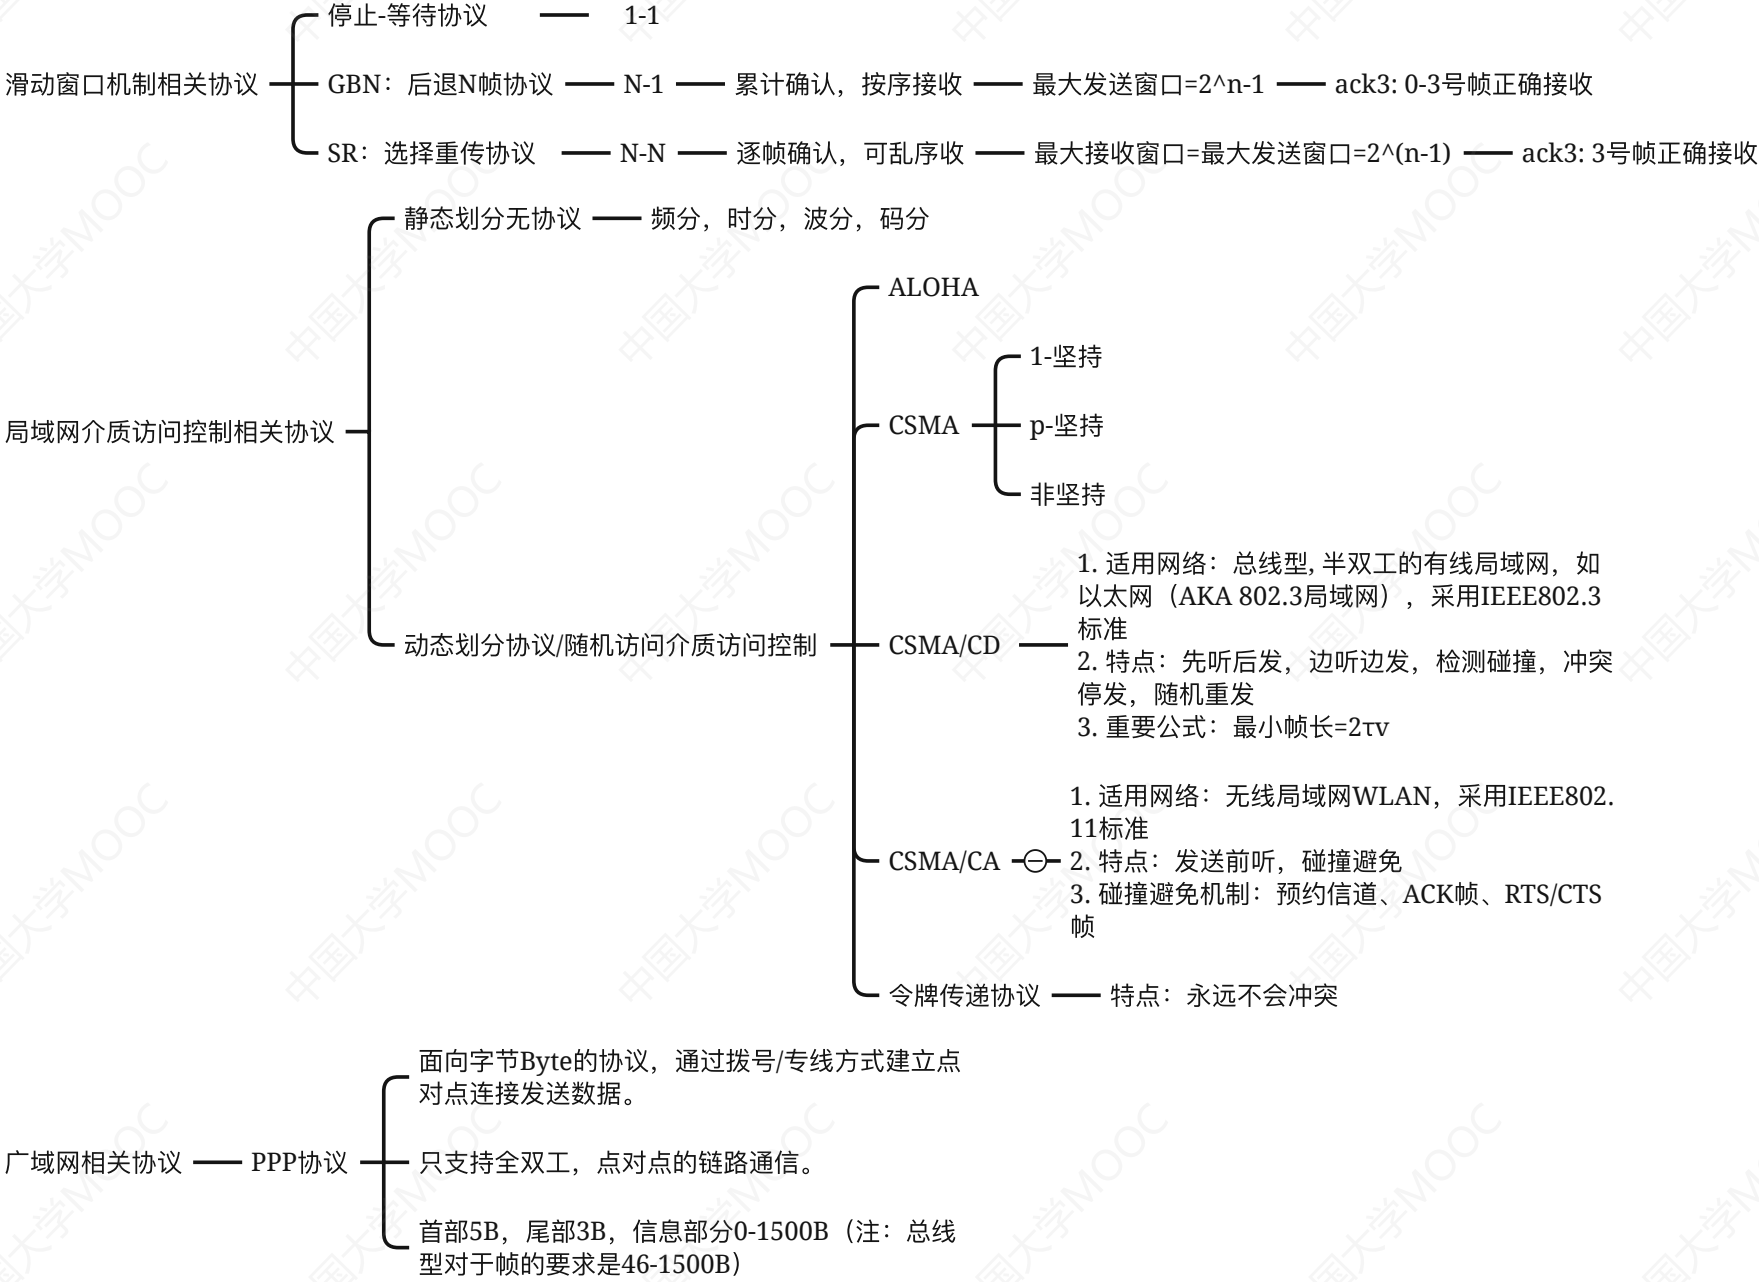 停止-等待协议 1-1
滑动窗口机制相关协议
GBN：后退N帧协议 N-1 累计确认，按序接收 最大发送窗口=2^n-1 ack3: 0-3号帧正确接收
SR：选择重传协议 N-N 逐帧确认，可乱序收 最大接收窗口=最大发送窗口=2^(n-1) ack3: 3号帧正确接收
局域网介质访问控制相关协议
静态划分无协议 频分，时分，波分，码分
动态划分协议/随机访问介质访问控制
ALOHA
CSMA
1-坚持
p-坚持
非坚持
CSMA/CD
1. 适用网络：总线型, 半双工的有线局域网，如
以太网（AKA 802.3局域网），采用IEEE802.3
标准
2. 特点：先听后发，边听边发，检测碰撞，冲突
停发，随机重发
3. 重要公式：最小帧长=2τv
CSMA/CA
1. 适用网络：无线局域网WLAN，采用IEEE802.
11标准
2. 特点：发送前听，碰撞避免
3. 碰撞避免机制：预约信道、ACK帧、RTS/CTS
帧
令牌传递协议 特点：永远不会冲突
广域网相关协议 PPP协议
面向字节Byte的协议，通过拨号/专线方式建立点
对点连接发送数据。
只支持全双工，点对点的链路通信。
首部5B，尾部3B，信息部分0-1500B（注：总线
型对于帧的要求是46-1500B）
中国大学MOOC